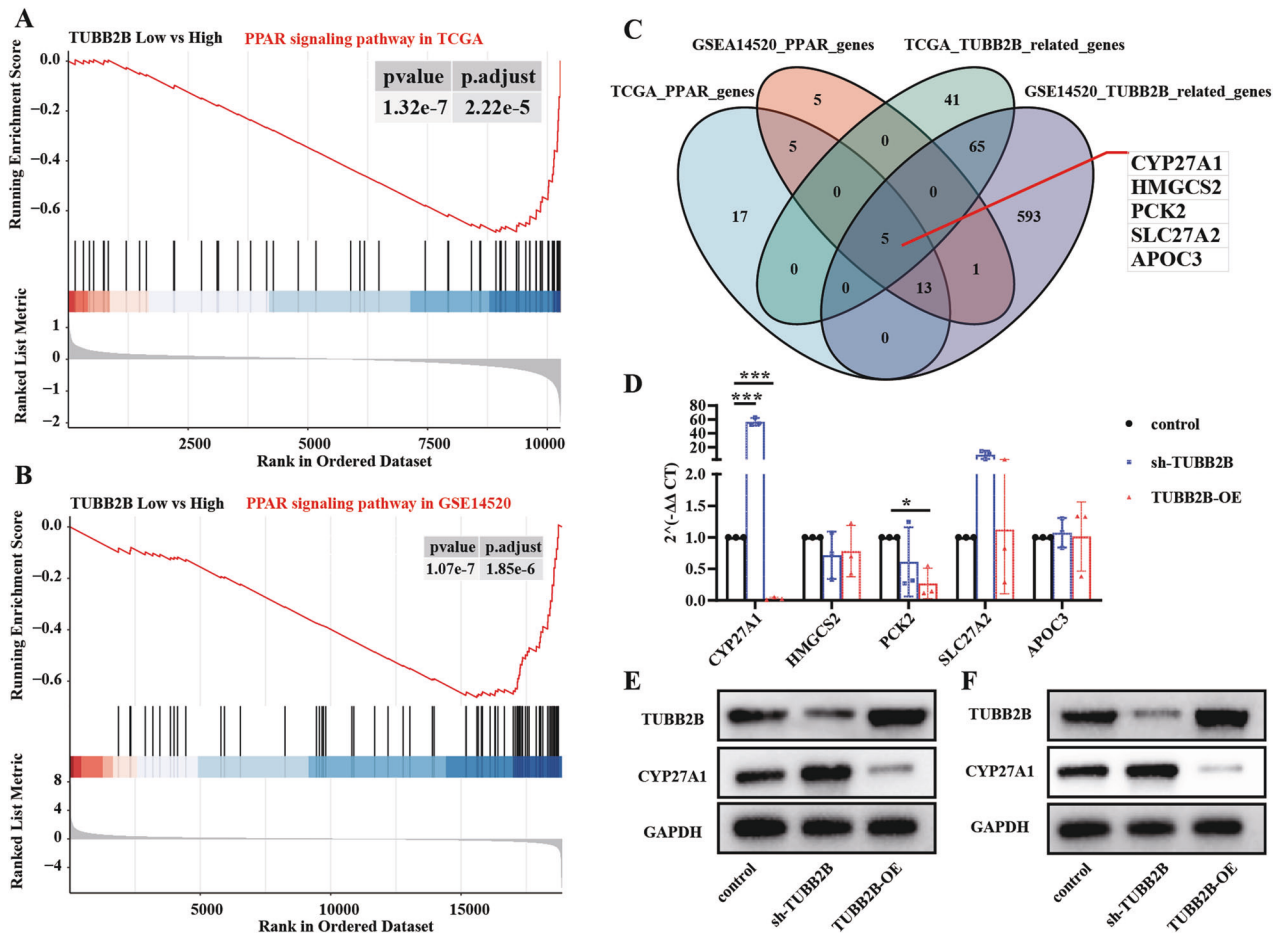 A
TUBB2B Low vs High PPAR signaling pathway in TCGA
pvalue p.adjust
1.32e-7 2.22e-5
Running Enrichment Score
0.0
−0.2
−0.4
−0.6
Ranked List Metric
1
0
−1
−2
2500 5000 7500 10000
Rank in Ordered Dataset
B
TUBB2B Low vs High PPAR signaling pathway in GSE14520
pvalue p.adjust
1.07e-7 1.85e-6
Running Enrichment Score
0.0
−0.2
−0.4
−0.6
Ranked List Metric
8
4
0
−4
5000 10000 15000
Rank in Ordered Dataset
C
GSEA14520_PPAR_genes TCGA_TUBB2B_related_genes
TCGA_PPAR_genes GSE14520_TUBB2B_related_genes
5 41
5 0 65
0 0
17 593
5
0 1
0 13
0
CYP27A1
HMGCS2
PCK2
SLC27A2
APOC3
D
2^(-ΔΔ CT)
80
60
40
20
2.0
1.5
1.0
0.5
0.0
***
***
*
CYP27A1
HMGCS2
PCK2
SLC27A2
APOC3
control
sh-TUBB2B
TUBB2B-OE
E
TUBB2B
CYP27A1
GAPDH
control
sh-TUBB2B
TUBB2B-OE
F
TUBB2B
CYP27A1
GAPDH
control
sh-TUBB2B
TUBB2B-OE